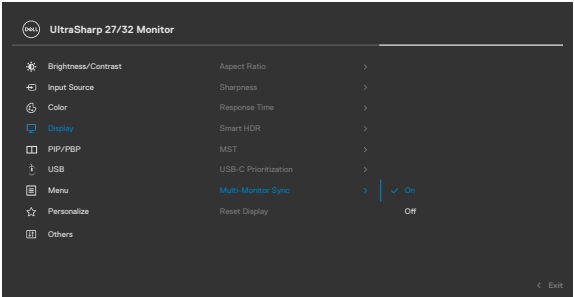 DELL UltraSharp 27/32 Monitor
Brightness/Contrast Aspect Ratio
Input Source Sharpness
Color Response Time
Display Smart HDR
PIP/PBP MST
USB USB-C Prioritization
Menu Multi-Monitor Sync On
Personalize Reset Display Off
Others
Exit